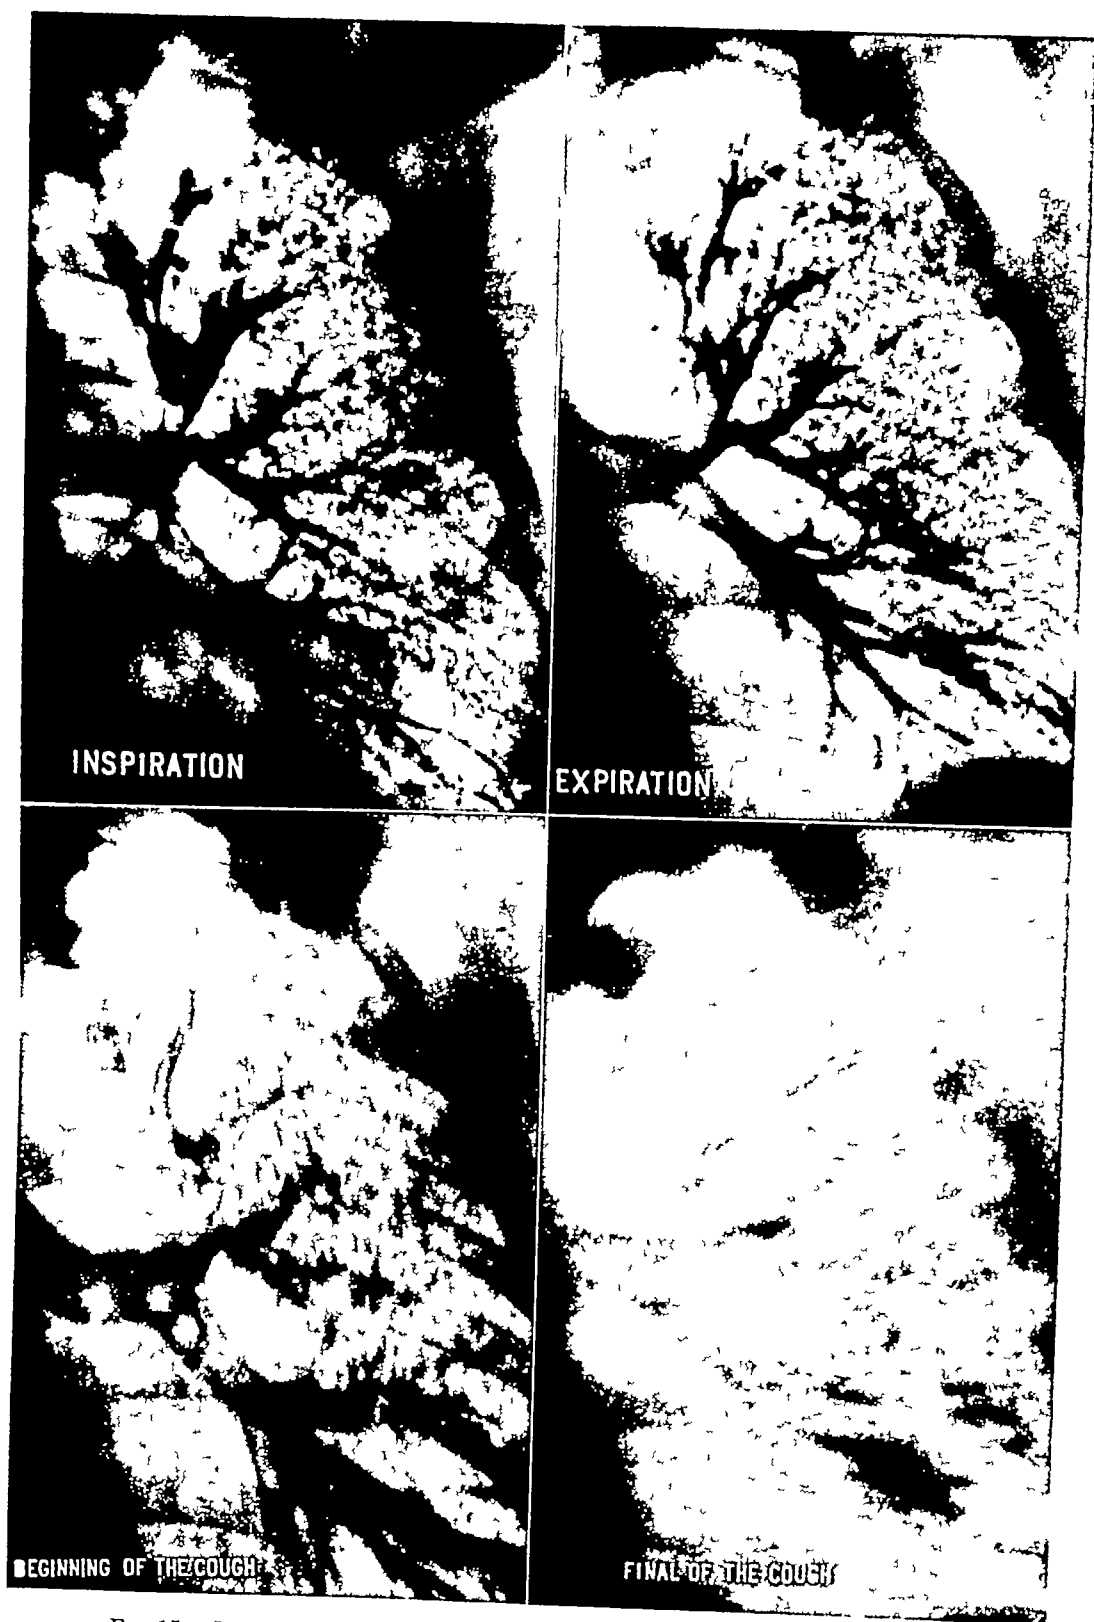 INSPIRATION
EXPIRATION
BEGINNING OF THE COUGH
FINAL OF THE COUGH